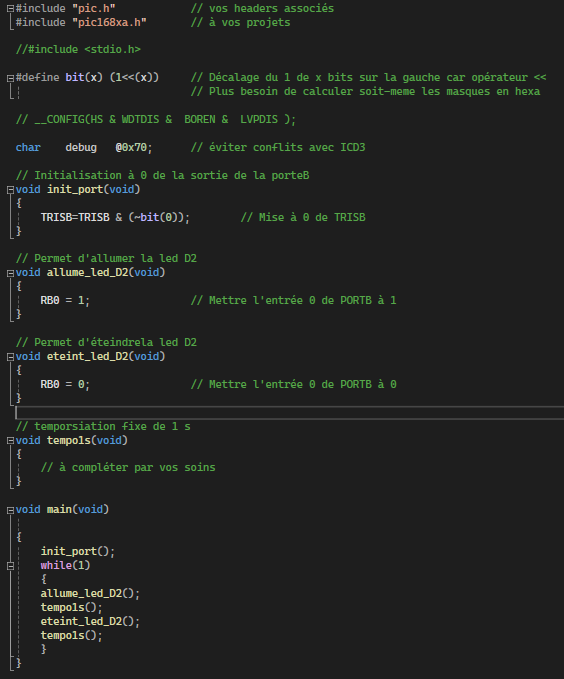 #include "pic.h" // vos headers associés
#include "pic168xa.h" // à vos projets
//#include <stdio.h>
#define bit(x) (1<<(x)) // Décalage du 1 de x bits sur la gauche car opérateur <<
// Plus besoin de calculer soit-meme les masques en hexa
// __CONFIG(HS & WDTDIS & BOREN & LVPDIS );
char debug @0x70; // éviter conflits avec ICD3
// Initialisation à 0 de la sortie de la porteB
void init_port(void)
{
TRISB=TRISB & (~bit(0)); // Mise à 0 de TRISB
}
// Permet d'allumer la led D2
void allume_led_D2(void)
{
RB0 = 1; // Mettre l'entrée 0 de PORTB à 1
}
// Permet d'éteindrela led D2
void eteint_led_D2(void)
{
RB0 = 0; // Mettre l'entrée 0 de PORTB à 0
}
// temporsiation fixe de 1 s
void tempo1s(void)
{
// à compléter par vos soins
}
void main(void)
{
init_port();
while(1)
{
allume_led_D2();
tempo1s();
eteint_led_D2();
tempo1s();
}
}